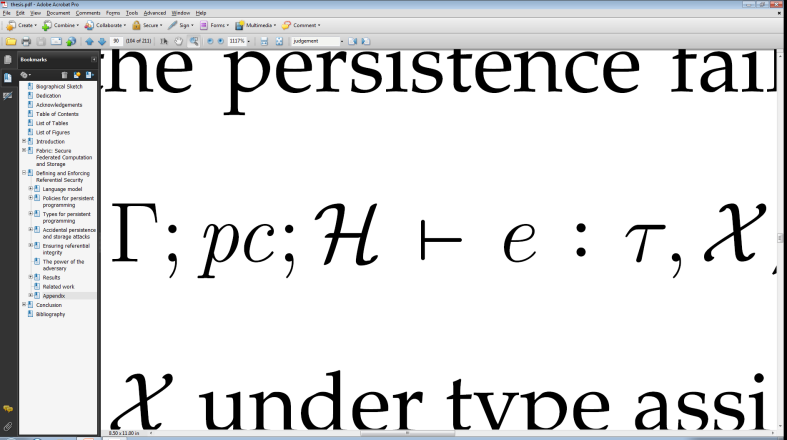 thesis.pdf - Adobe Acrobat Pro
File Edit View Document Comments Forms Tools Advanced Window Help
Create Combine Collaborate Secure Sign Forms Multimedia Comment
90 (104 of 211) 1117% judgement
Bookmarks
Biographical Sketch
Dedication
Acknowledgements
Table of Contents
List of Tables
List of Figures
Introduction
Fabric: Secure
Federated Computation
and Storage
Defining and Enforcing
Referential Security
Language model
Policies for persistent
programming
Types for persistent
programming
Accidental persistence
and storage attacks
Ensuring referential
integrity
The power of the
adversary
Results
Related work
Appendix
Conclusion
Bibliography
he persistence fail
Γ; pc; ℋ ⊢ e : τ, 𝒳,
𝒳 under type assi
8.50 x 11.00 in